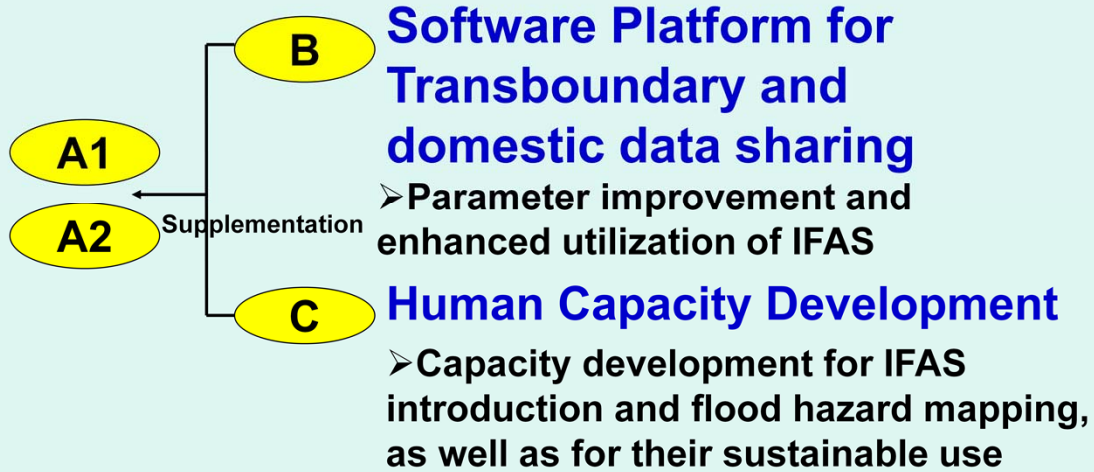 B
Software Platform for
Transboundary and
domestic data sharing
A1
➢Parameter improvement and
enhanced utilization of IFAS
A2
Supplementation
C
Human Capacity Development
➢Capacity development for IFAS
introduction and flood hazard mapping,
as well as for their sustainable use